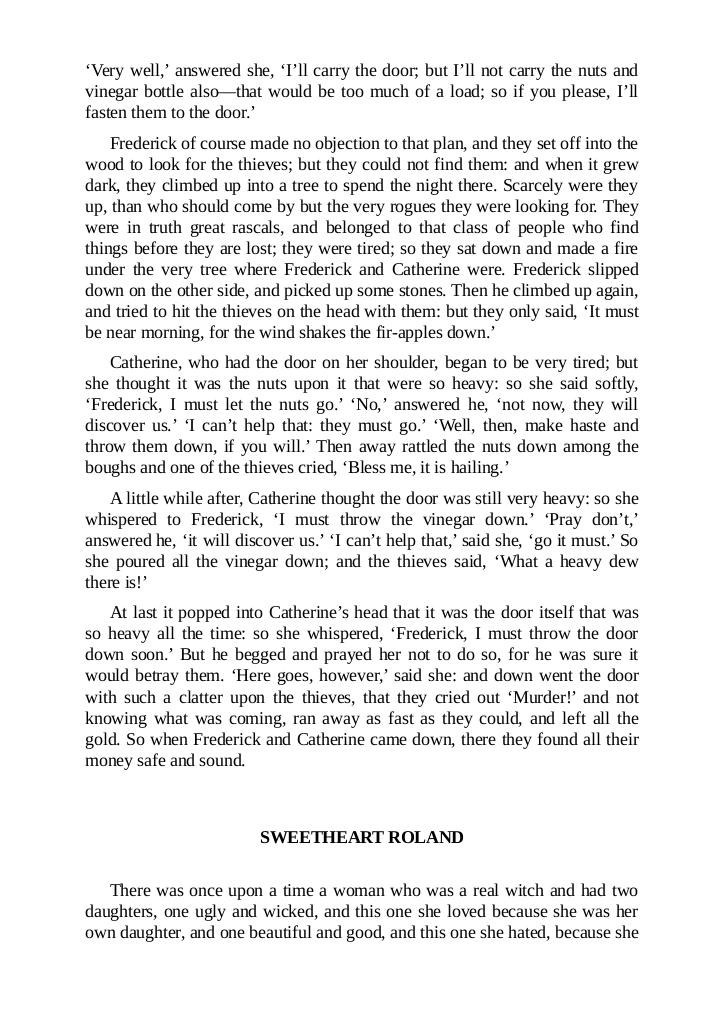 ‘Very well,’ answered she, ‘I’ll carry the door; but I’ll not carry the nuts and
vinegar bottle also—that would be too much of a load; so if you please, I’ll
fasten them to the door.’
Frederick of course made no objection to that plan, and they set off into the
wood to look for the thieves; but they could not find them: and when it grew
dark, they climbed up into a tree to spend the night there. Scarcely were they
up, than who should come by but the very rogues they were looking for. They
were in truth great rascals, and belonged to that class of people who find
things before they are lost; they were tired; so they sat down and made a fire
under the very tree where Frederick and Catherine were. Frederick slipped
down on the other side, and picked up some stones. Then he climbed up again,
and tried to hit the thieves on the head with them: but they only said, ‘It must
be near morning, for the wind shakes the fir-apples down.’
Catherine, who had the door on her shoulder, began to be very tired; but
she thought it was the nuts upon it that were so heavy: so she said softly,
‘Frederick, I must let the nuts go.’ ‘No,’ answered he, ‘not now, they will
discover us.’ ‘I can’t help that: they must go.’ ‘Well, then, make haste and
throw them down, if you will.’ Then away rattled the nuts down among the
boughs and one of the thieves cried, ‘Bless me, it is hailing.’
A little while after, Catherine thought the door was still very heavy: so she
whispered to Frederick, ‘I must throw the vinegar down.’ ‘Pray don’t,’
answered he, ‘it will discover us.’ ‘I can’t help that,’ said she, ‘go it must.’ So
she poured all the vinegar down; and the thieves said, ‘What a heavy dew
there is!’
At last it popped into Catherine’s head that it was the door itself that was
so heavy all the time: so she whispered, ‘Frederick, I must throw the door
down soon.’ But he begged and prayed her not to do so, for he was sure it
would betray them. ‘Here goes, however,’ said she: and down went the door
with such a clatter upon the thieves, that they cried out ‘Murder!’ and not
knowing what was coming, ran away as fast as they could, and left all the
gold. So when Frederick and Catherine came down, there they found all their
money safe and sound.
SWEETHEART ROLAND
There was once upon a time a woman who was a real witch and had two
daughters, one ugly and wicked, and this one she loved because she was her
own daughter, and one beautiful and good, and this one she hated, because she